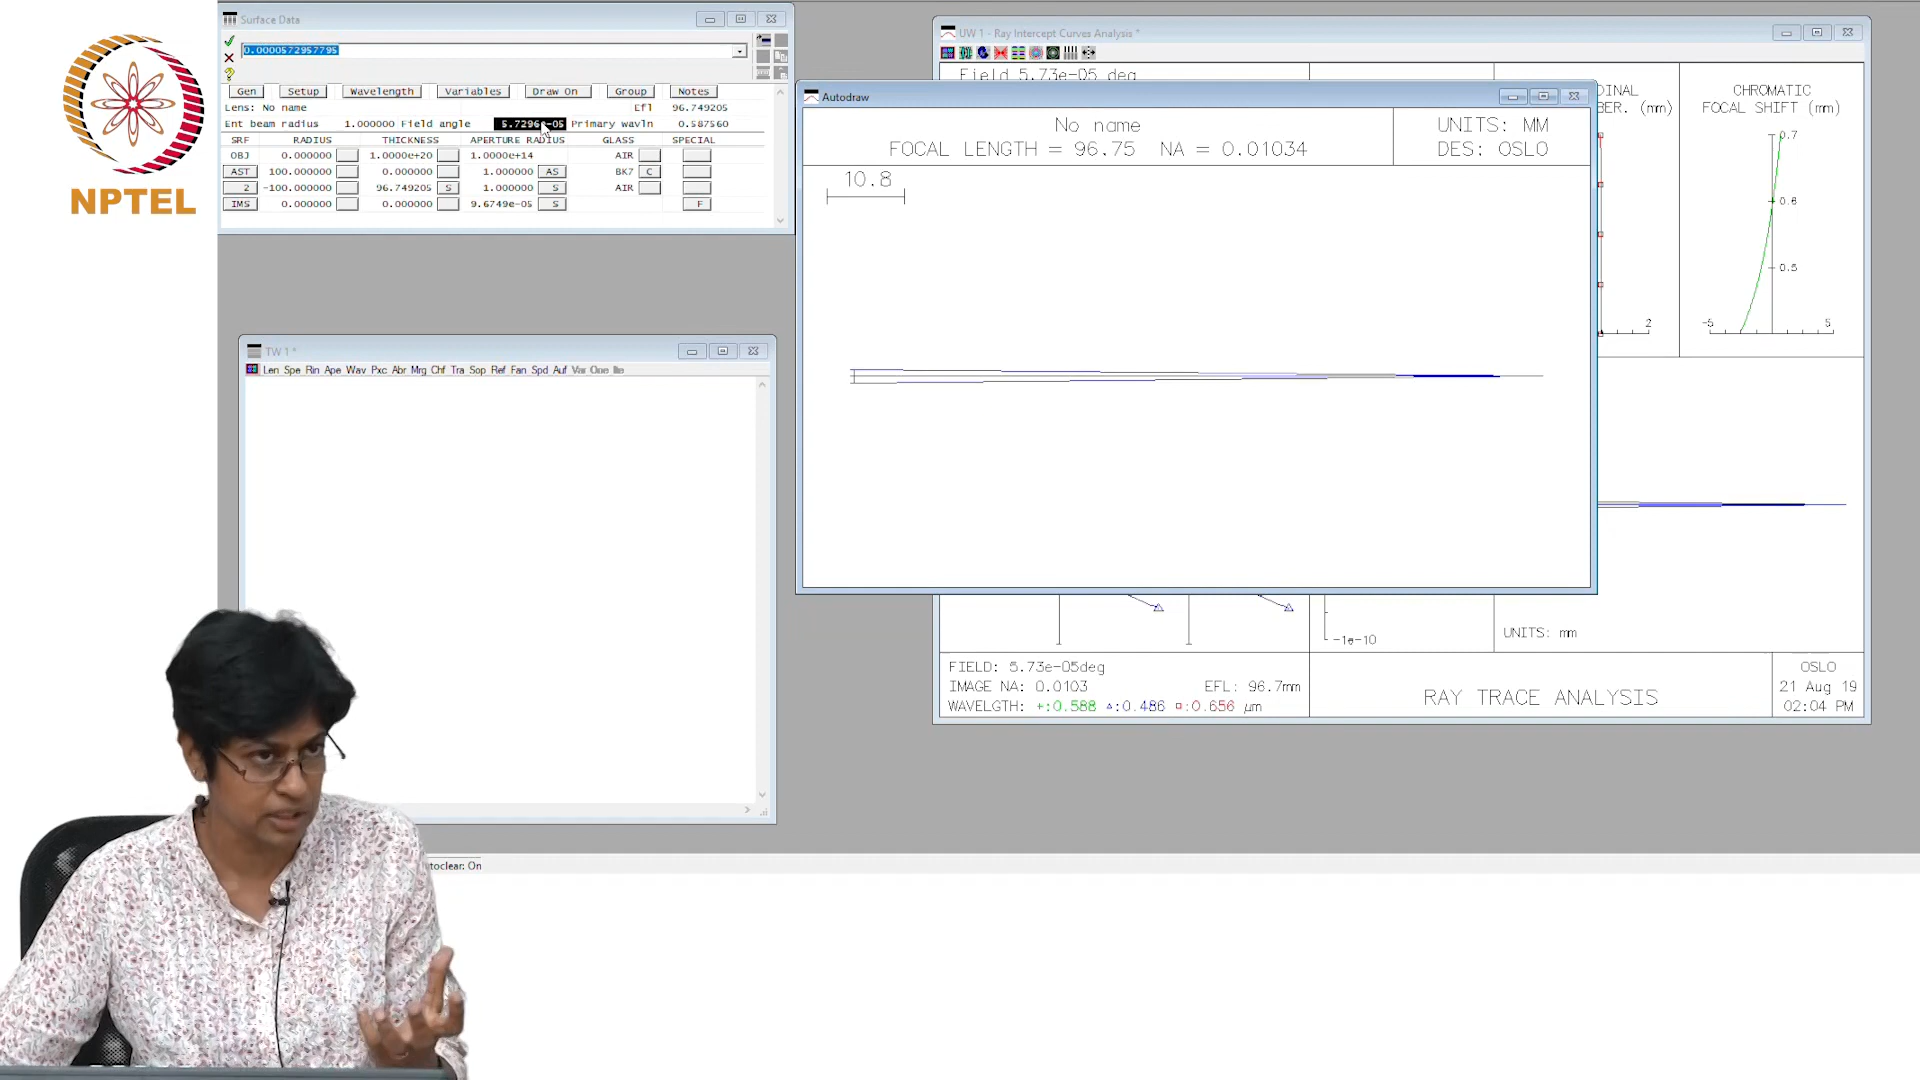 NPTEL
Surface Data
0.0000572957795
Gen Setup Wavelength Variables Draw On Group Notes
Lens: No name Efl 96.749205
Ent beam radius 1.000000 Field angle 5.7296e-05 Primary wavln 0.587560
SRF RADIUS THICKNESS APERTURE RADIUS GLASS SPECIAL
OBJ 0.000000 1.0000e+20 1.0000e+14 AIR
AST 100.000000 0.000000 1.000000 AS BK7 C
2 -100.000000 96.749205 S 1.000000 S AIR
IMS 0.000000 0.000000 9.6749e-05 S F
TW 1 *
Len Spe Rin Ape Wav Pxc Abr Mrg Chf Tra Sop Ref Fan Spd Auf Var Ope Ite
toclear: On
UW 1 - Ray Intercept Curves Analysis *
Field 5.73e-05 deg
DINAL
BER. (mm)
2
CHROMATIC
FOCAL SHIFT (mm)
0.7
0.6
0.5
-5 5
Autodraw
No name
FOCAL LENGTH = 96.75 NA = 0.01034
UNITS: MM
DES: OSLO
10.8
-1e-10
UNITS: mm
FIELD: 5.73e-05deg
IMAGE NA: 0.0103 EFL: 96.7mm
WAVELGTH: +:0.588 △:0.486 □:0.656 µm
RAY TRACE ANALYSIS
OSLO
21 Aug 19
02:04 PM